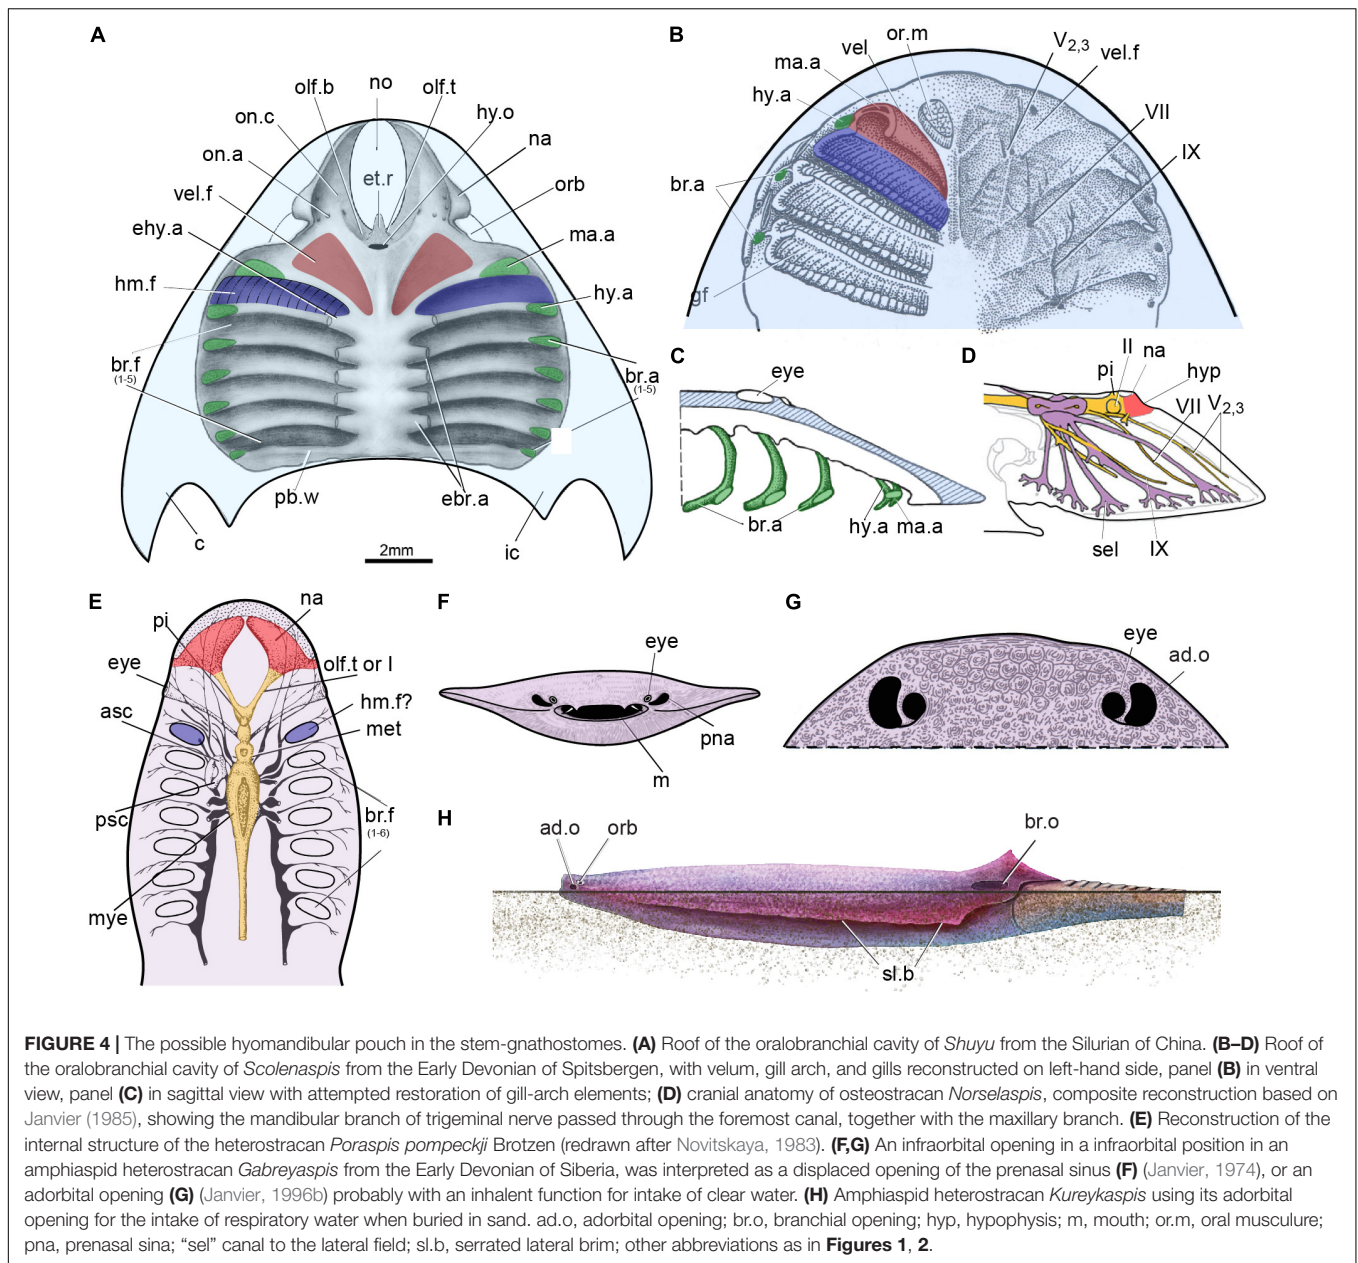 A
no
olf.b
olf.t
on.c
hy.o
on.a
na
et.r
vel.f
orb
ehy.a
ma.a
hm.f
hy.a
br.f
(1-5)
br.a
(1-5)
pb.w
ebr.a
c
ic
2mm
B
or.m
V2,3
vel
vel.f
ma.a
hy.a
VII
IX
br.a
gf
C
eye
br.a
hy.a
ma.a
D
II
na
pi
hyp
VII
V2,3
sel
IX
E
na
pi
eye
olf.t or I
hm.f?
asc
met
psc
br.f
(1-6)
mye
F
eye
pna
m
G
eye
ad.o
H
ad.o
orb
br.o
sl.b
FIGURE 4 | The possible hyomandibular pouch in the stem-gnathostomes. (A) Roof of the oralobranchial cavity of Shuyu from the Silurian of China. (B–D) Roof of
the oralobranchial cavity of Scolenaspis from the Early Devonian of Spitsbergen, with velum, gill arch, and gills reconstructed on left-hand side, panel (B) in ventral
view, panel (C) in sagittal view with attempted restoration of gill-arch elements; (D) cranial anatomy of osteostracan Norselaspis, composite reconstruction based on
Janvier (1985), showing the mandibular branch of trigeminal nerve passed through the foremost canal, together with the maxillary branch. (E) Reconstruction of the
internal structure of the heterostracan Poraspis pompeckji Brotzen (redrawn after Novitskaya, 1983). (F,G) An infraorbital opening in a infraorbital position in an
amphiaspid heterostracan Gabreyaspis from the Early Devonian of Siberia, was interpreted as a displaced opening of the prenasal sinus (F) (Janvier, 1974), or an
adorbital opening (G) (Janvier, 1996b) probably with an inhalent function for intake of clear water. (H) Amphiaspid heterostracan Kureykaspis using its adorbital
opening for the intake of respiratory water when buried in sand. ad.o, adorbital opening; br.o, branchial opening; hyp, hypophysis; m, mouth; or.m, oral musculure;
pna, prenasal sina; “sel” canal to the lateral field; sl.b, serrated lateral brim; other abbreviations as in Figures 1, 2.